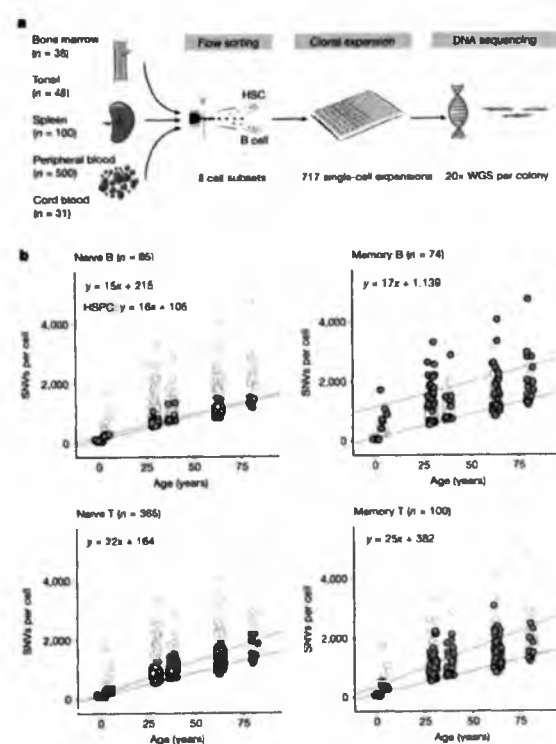 a
Bone marrow
(n = 38)
Tonsil
(n = 48)
Spleen
(n = 100)
Peripheral blood
(n = 500)
Cord blood
(n = 31)
Flow sorting
HSC
B cell
8 cell subsets
Clonal expansion
717 single-cell expansions
DNA sequencing
20× WGS per colony
b
Naive B (n = 85)
y = 15x + 215
HSPC: y = 16x + 105
SNVs per cell
4,000
2,000
0
0 25 50 75
Age (years)
Memory B (n = 74)
y = 17x + 1,139
SNVs per cell
4,000
2,000
0
0 25 50 75
Age (years)
Naive T (n = 365)
y = 22x + 164
SNVs per cell
4,000
2,000
0
0 25 50 75
Age (years)
Memory T (n = 100)
y = 25x + 382
SNVs per cell
4,000
2,000
0
0 25 50 75
Age (years)